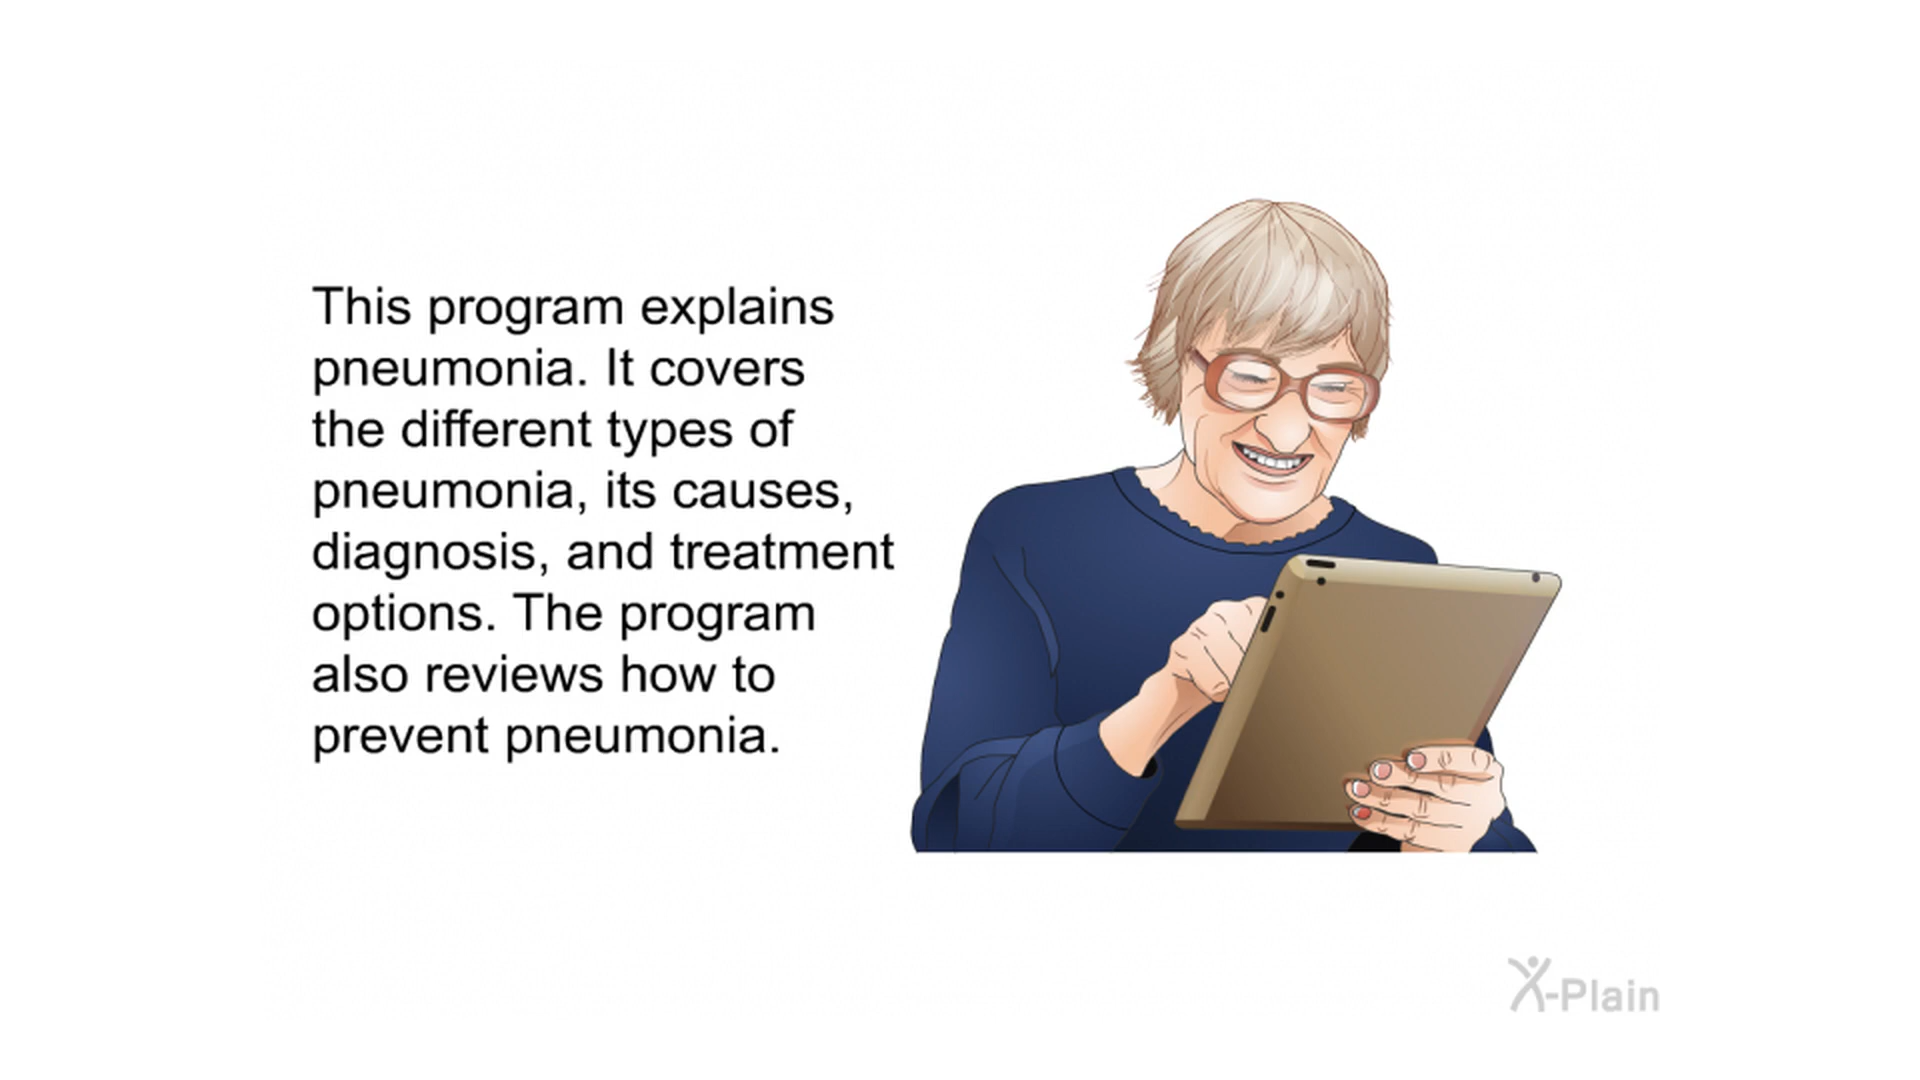 This program explains
pneumonia. It covers
the different types of
pneumonia, its causes,
diagnosis, and treatment
options. The program
also reviews how to
prevent pneumonia.
X-Plain